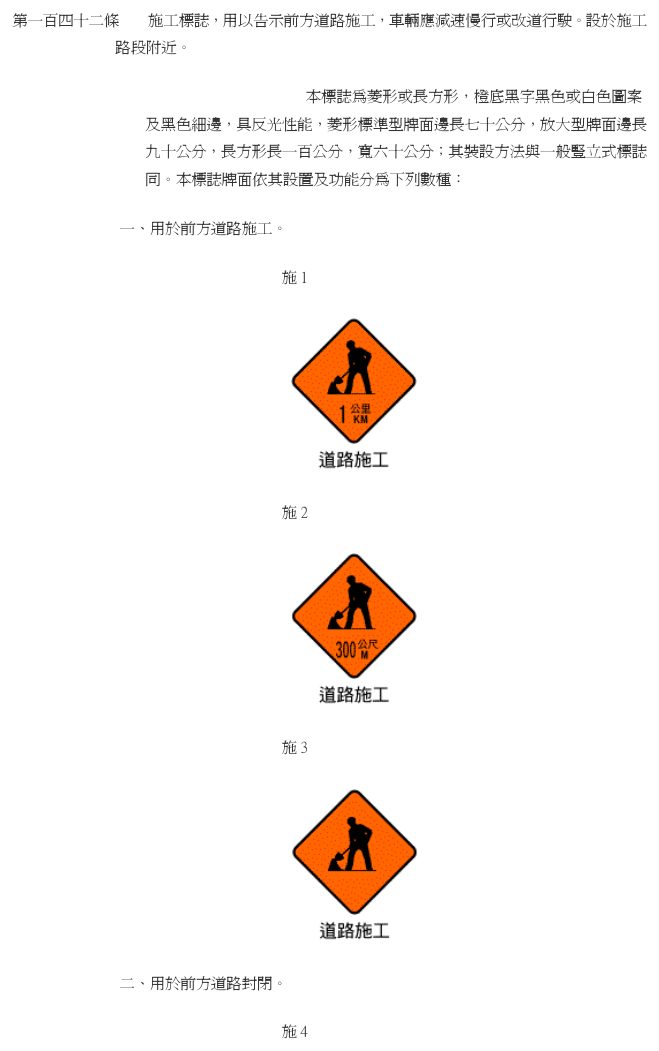 第一百四十二條　　施工標誌，用以告示前方道路施工，車輛應減速慢行或改道行駛。設於施工
路段附近。
本標誌為菱形或長方形，橙底黑字黑色或白色圖案
及黑色細邊，具反光性能，菱形標準型牌面邊長七十公分，放大型牌面邊長
九十公分，長方形長一百公分，寬六十公分；其裝設方法與一般豎立式標誌
同。本標誌牌面依其設置及功能分為下列數種：
一、用於前方道路施工。
施 1
1 公里
KM
道路施工
施 2
300 公尺
M
道路施工
施 3
道路施工
二、用於前方道路封閉。
施 4